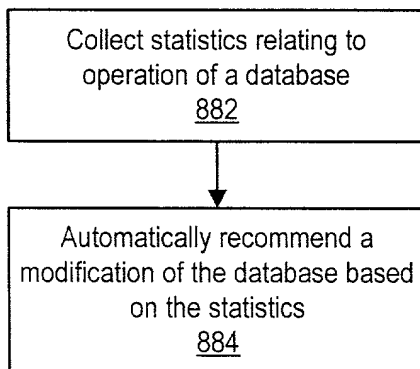 Collect statistics relating to
operation of a database
882
Automatically recommend a
modification of the database based
on the statistics
884